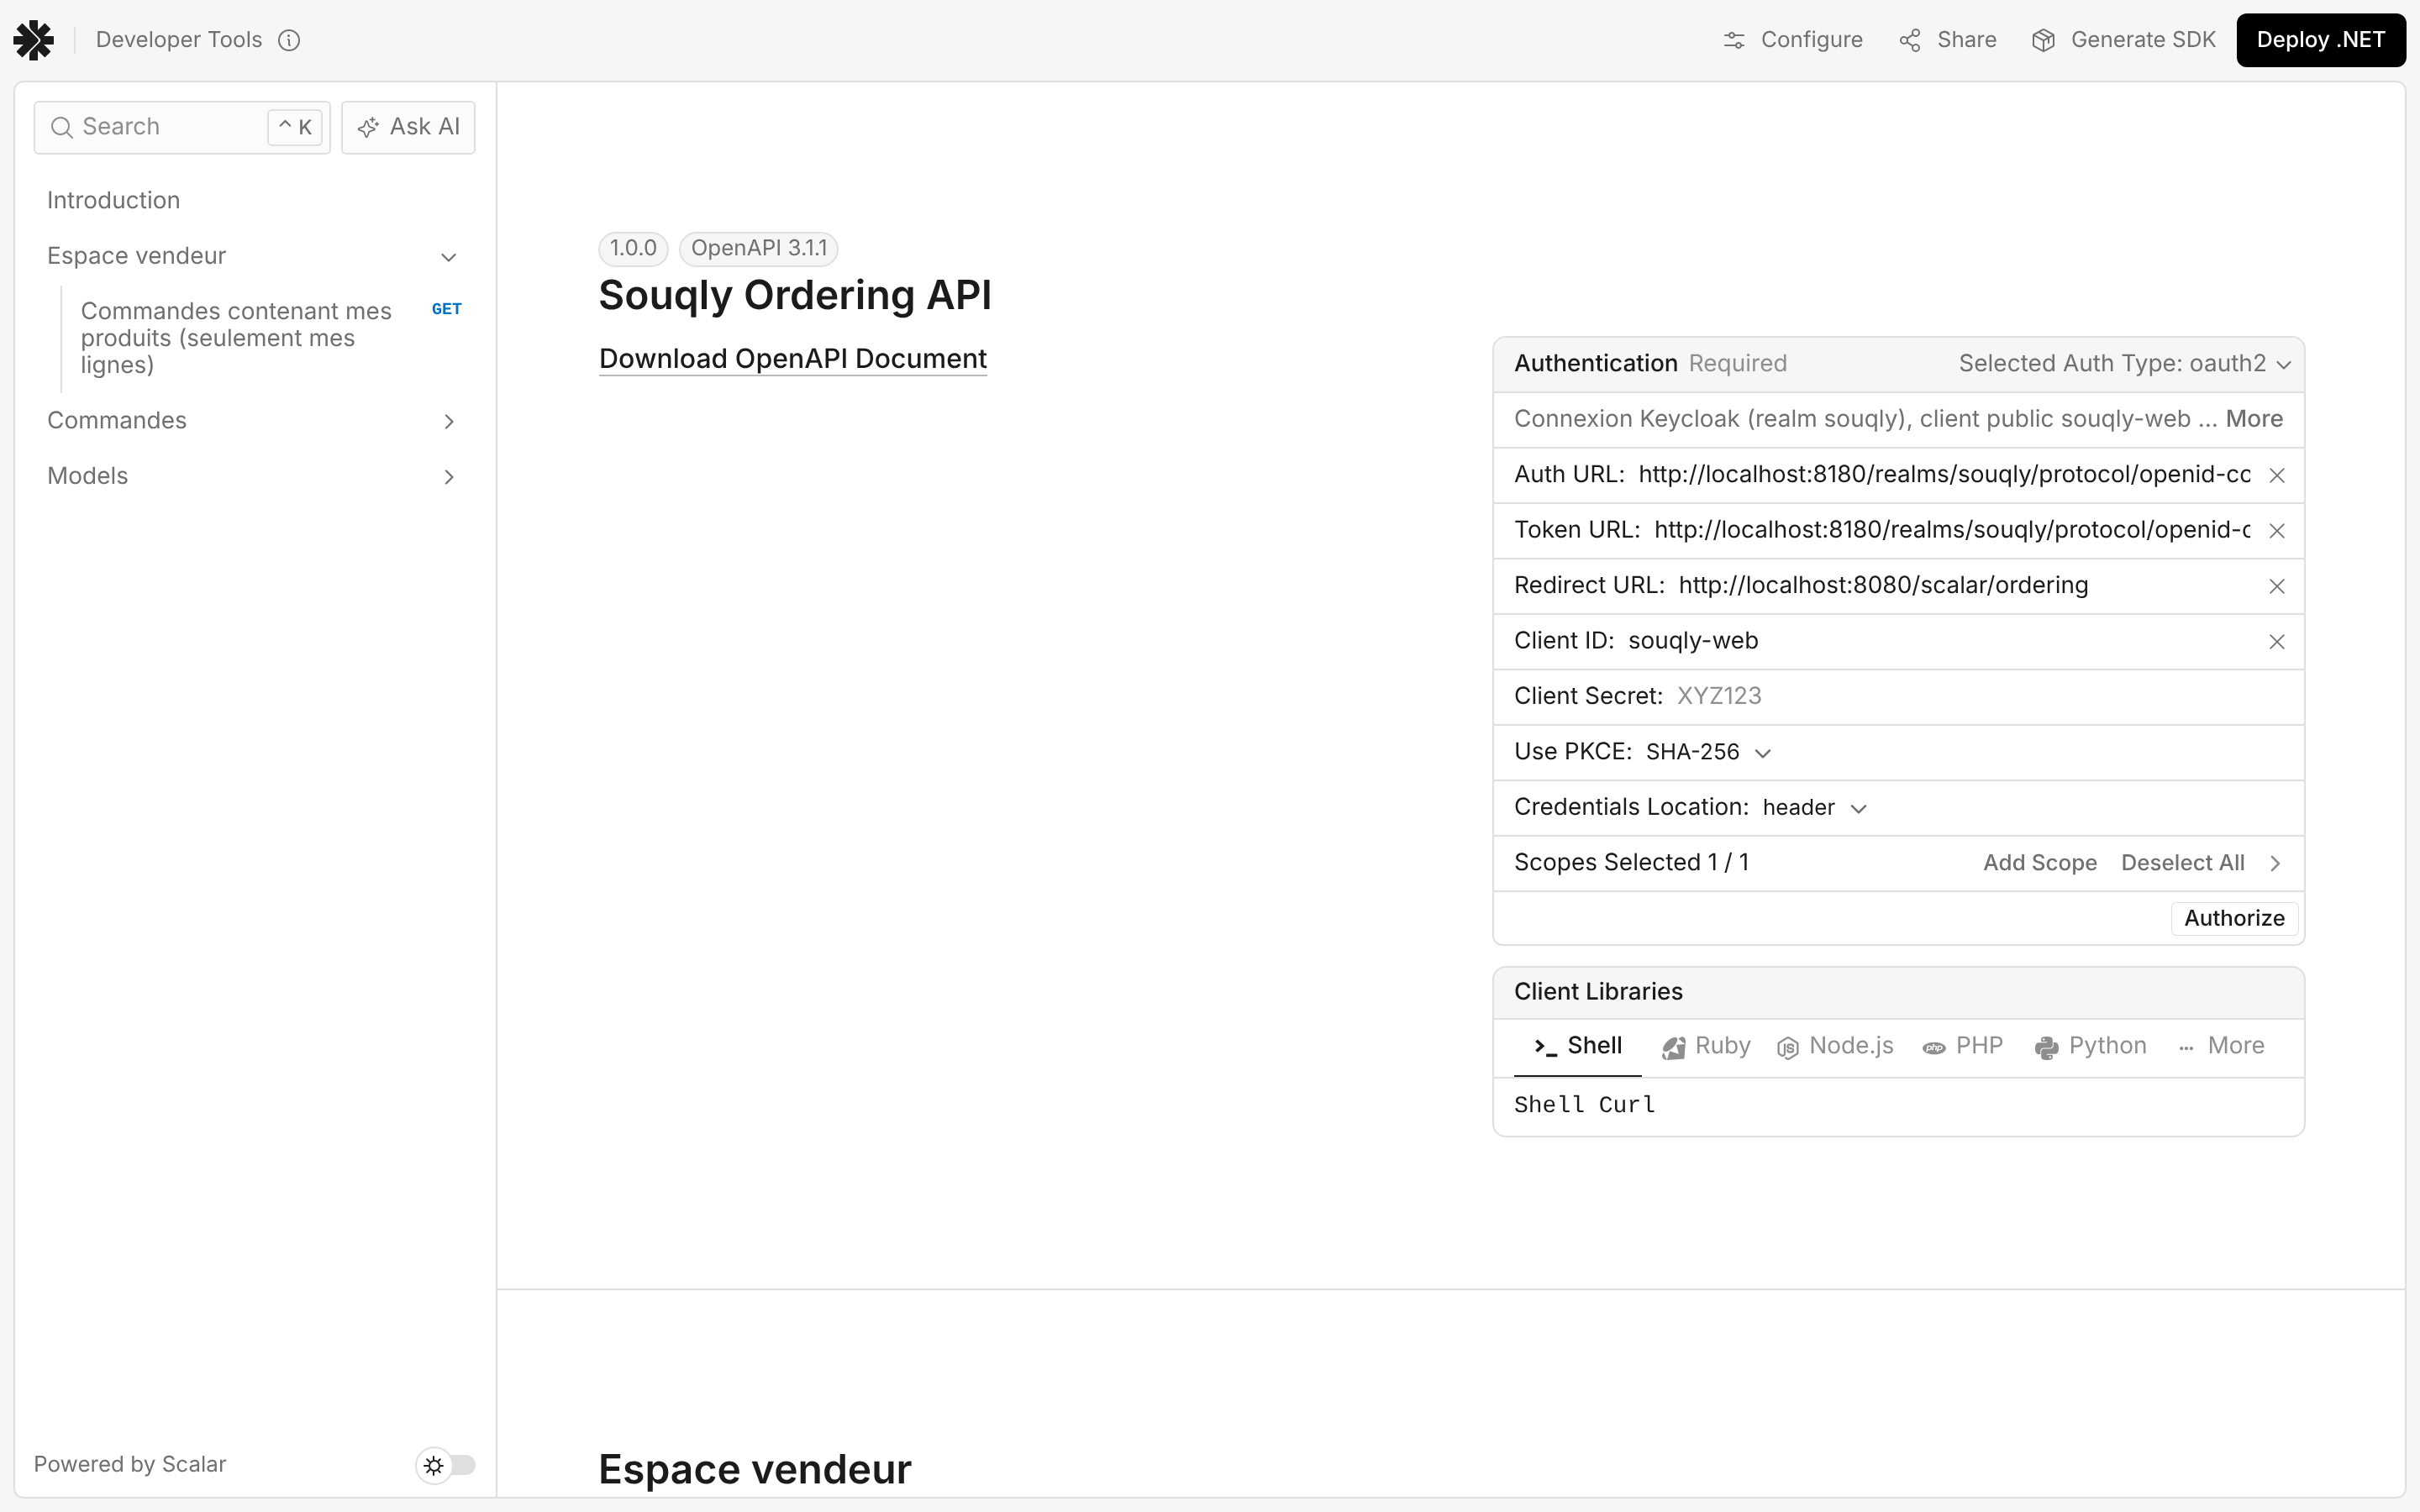 Developer Tools
Configure
Share
Generate SDK
Deploy .NET
Search
^ K
Ask AI
Introduction
Espace vendeur
Commandes contenant mes
produits (seulement mes
lignes)
GET
Commandes
Models
Powered by Scalar
1.0.0
OpenAPI 3.1.1
Souqly Ordering API
Download OpenAPI Document
Authentication Required
Selected Auth Type: oauth2
Connexion Keycloak (realm souqly), client public souqly-web ... More
Auth URL: http://localhost:8180/realms/souqly/protocol/openid-cc
Token URL: http://localhost:8180/realms/souqly/protocol/openid-c
Redirect URL: http://localhost:8080/scalar/ordering
Client ID: souqly-web
Client Secret: XYZ123
Use PKCE: SHA-256
Credentials Location: header
Scopes Selected 1 / 1
Add Scope
Deselect All
Authorize
Client Libraries
Shell
Ruby
Node.js
PHP
Python
More
Shell Curl
Espace vendeur